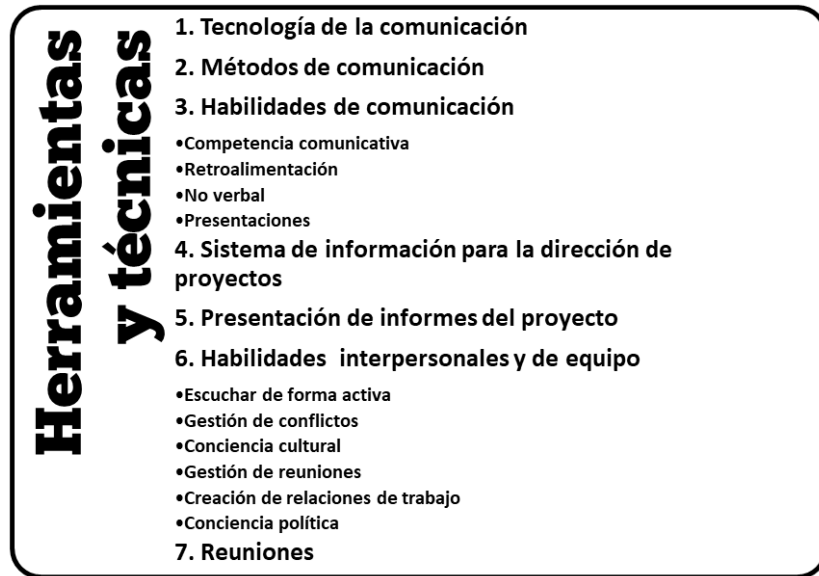 Herramientas
y técnicas
1. Tecnología de la comunicación
2. Métodos de comunicación
3. Habilidades de comunicación
•Competencia comunicativa
•Retroalimentación
•No verbal
•Presentaciones
4. Sistema de información para la dirección de
proyectos
5. Presentación de informes del proyecto
6. Habilidades interpersonales y de equipo
•Escuchar de forma activa
•Gestión de conflictos
•Conciencia cultural
•Gestión de reuniones
•Creación de relaciones de trabajo
•Conciencia política
7. Reuniones